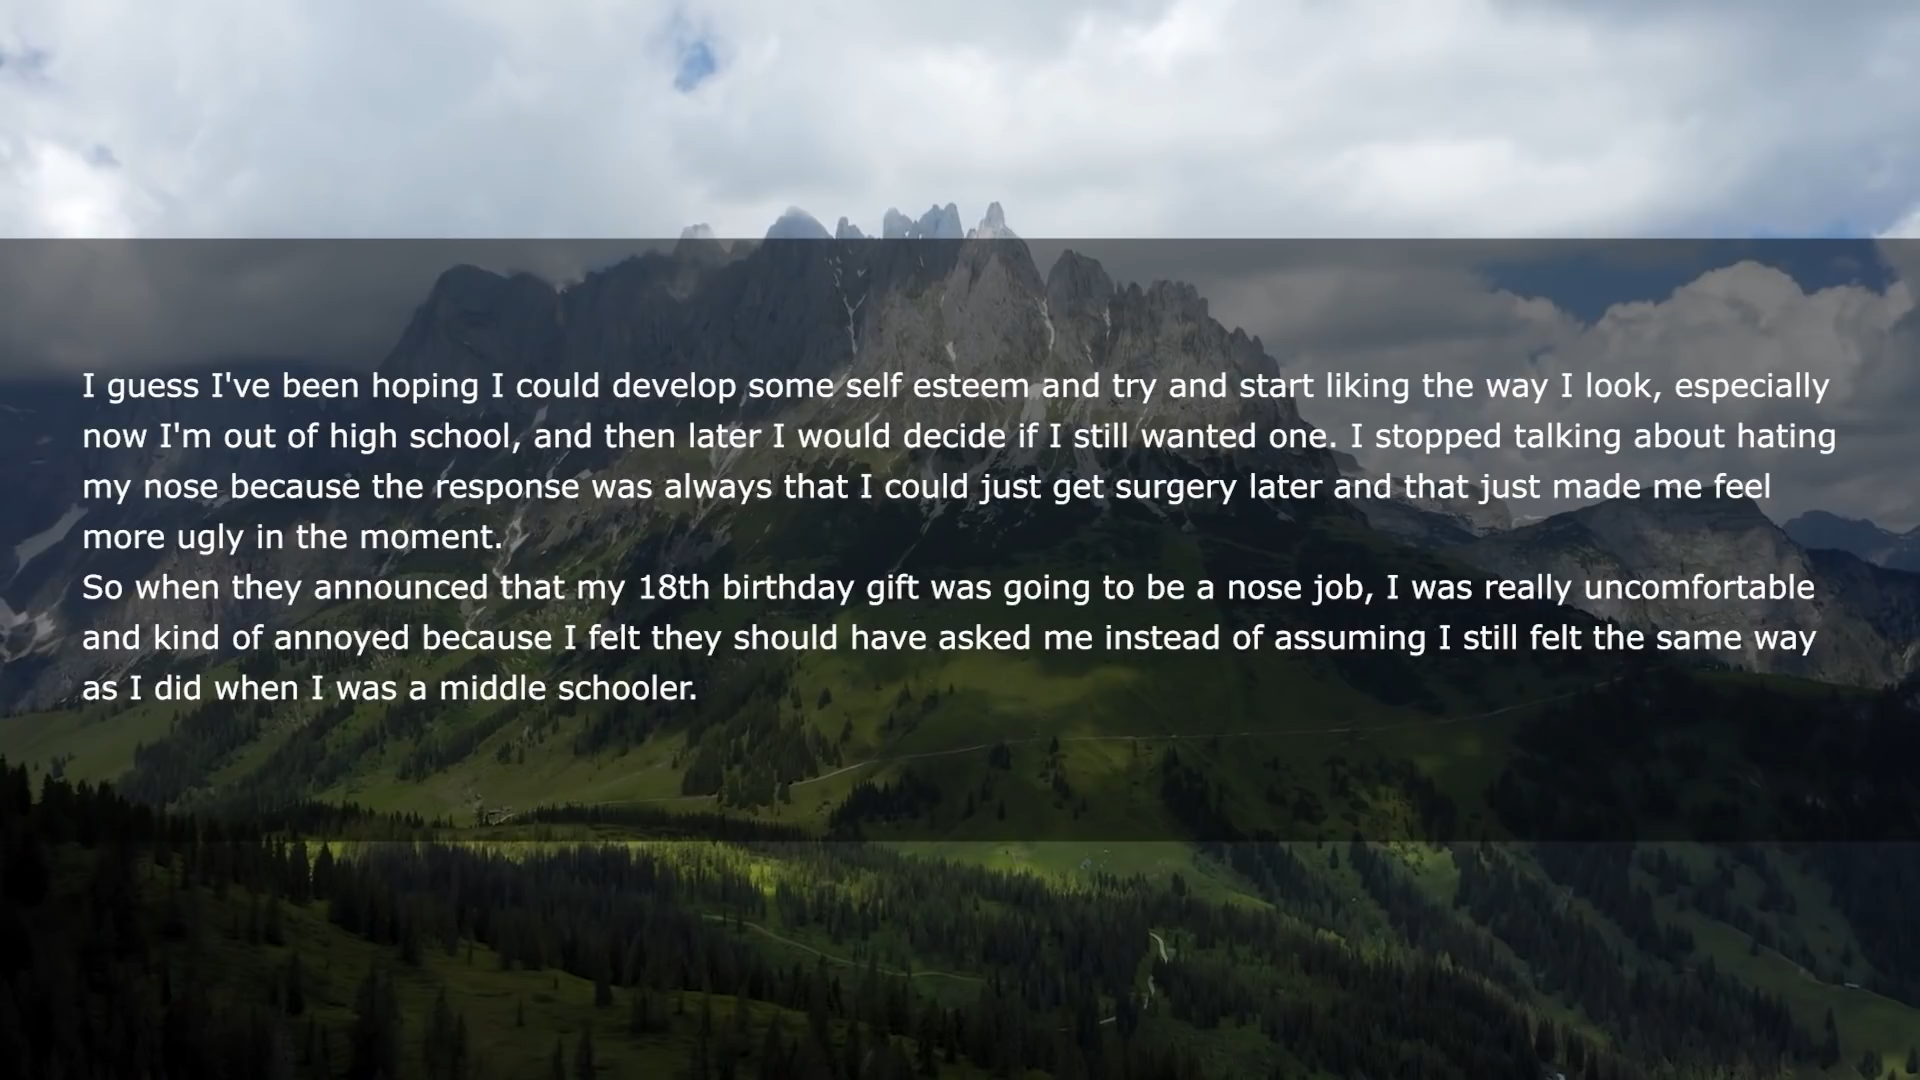 I guess I've been hoping I could develop some self esteem and try and start liking the way I look, especially
now I'm out of high school, and then later I would decide if I still wanted one. I stopped talking about hating
my nose because the response was always that I could just get surgery later and that just made me feel
more ugly in the moment.
So when they announced that my 18th birthday gift was going to be a nose job, I was really uncomfortable
and kind of annoyed because I felt they should have asked me instead of assuming I still felt the same way
as I did when I was a middle schooler.